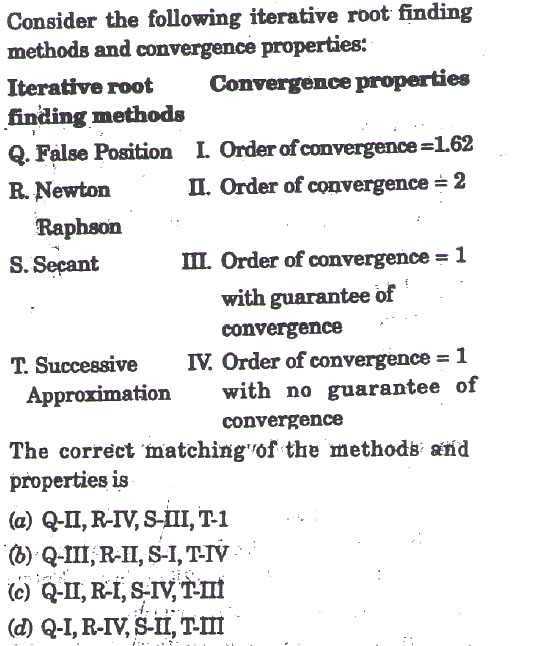 Consider the following iterative root finding
methods and convergence properties:
Iterative root Convergence properties
finding methods
Q. False Position I. Order of convergence =1.62
R. Newton II. Order of convergence = 2
Raphson
S. Secant III. Order of convergence = 1
with guarantee of
convergence
T. Successive IV. Order of convergence = 1
Approximation with no guarantee of
convergence
The correct matching of the methods and
properties is
(a) Q-II, R-IV, S-III, T-1
(b) Q-III, R-II, S-I, T-IV
(c) Q-II, R-I, S-IV, T-III
(d) Q-I, R-IV, S-II, T-III